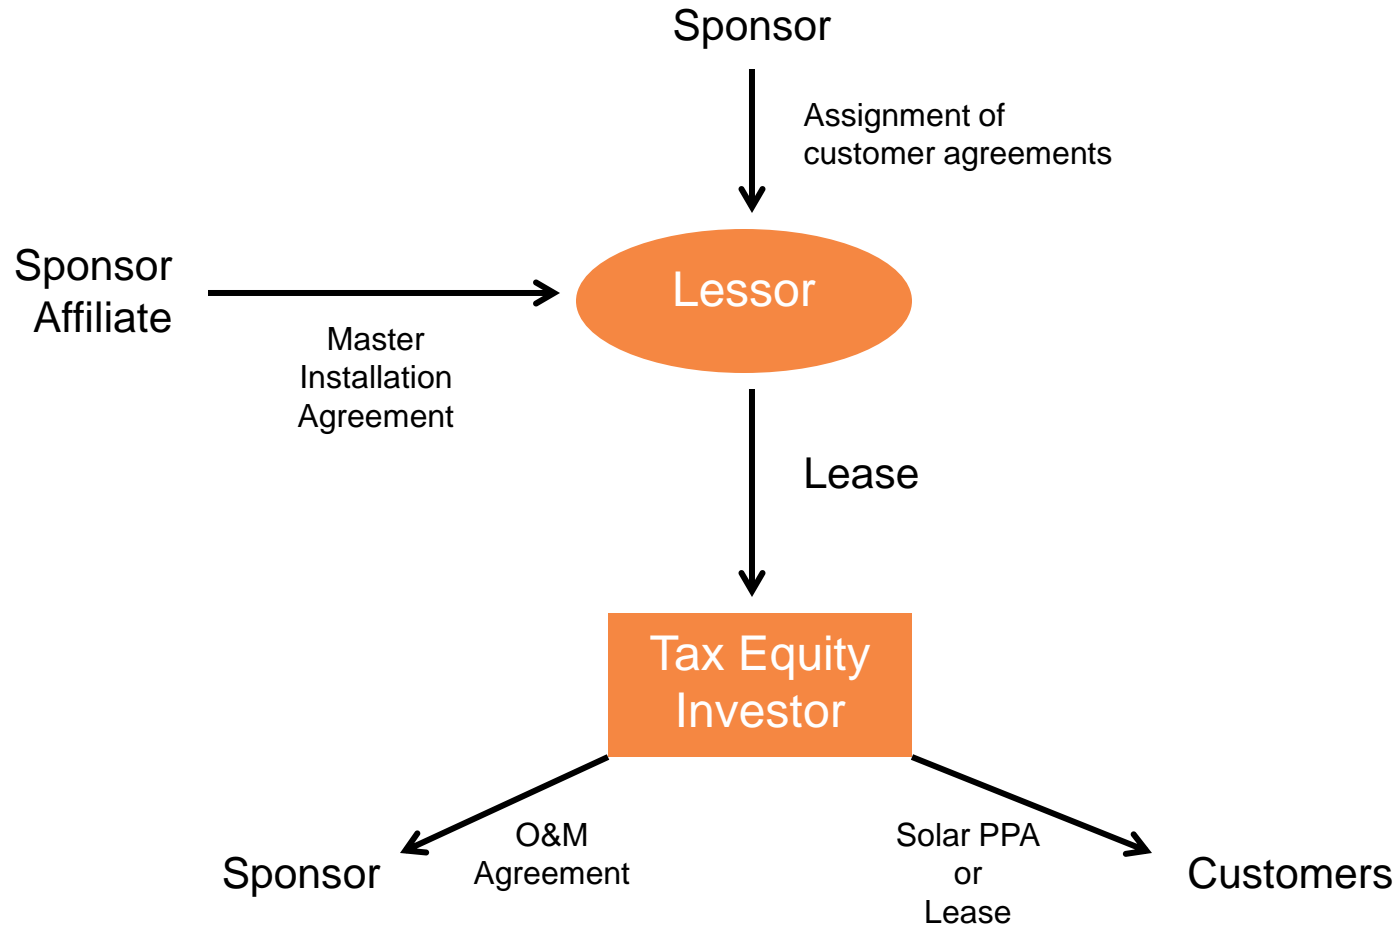 Sponsor
Assignment of
customer agreements
Sponsor
Affiliate
Lessor
Master
Installation
Agreement
Lease
Tax Equity
Investor
O&M
Agreement
Sponsor
Solar PPA
or
Lease
Customers